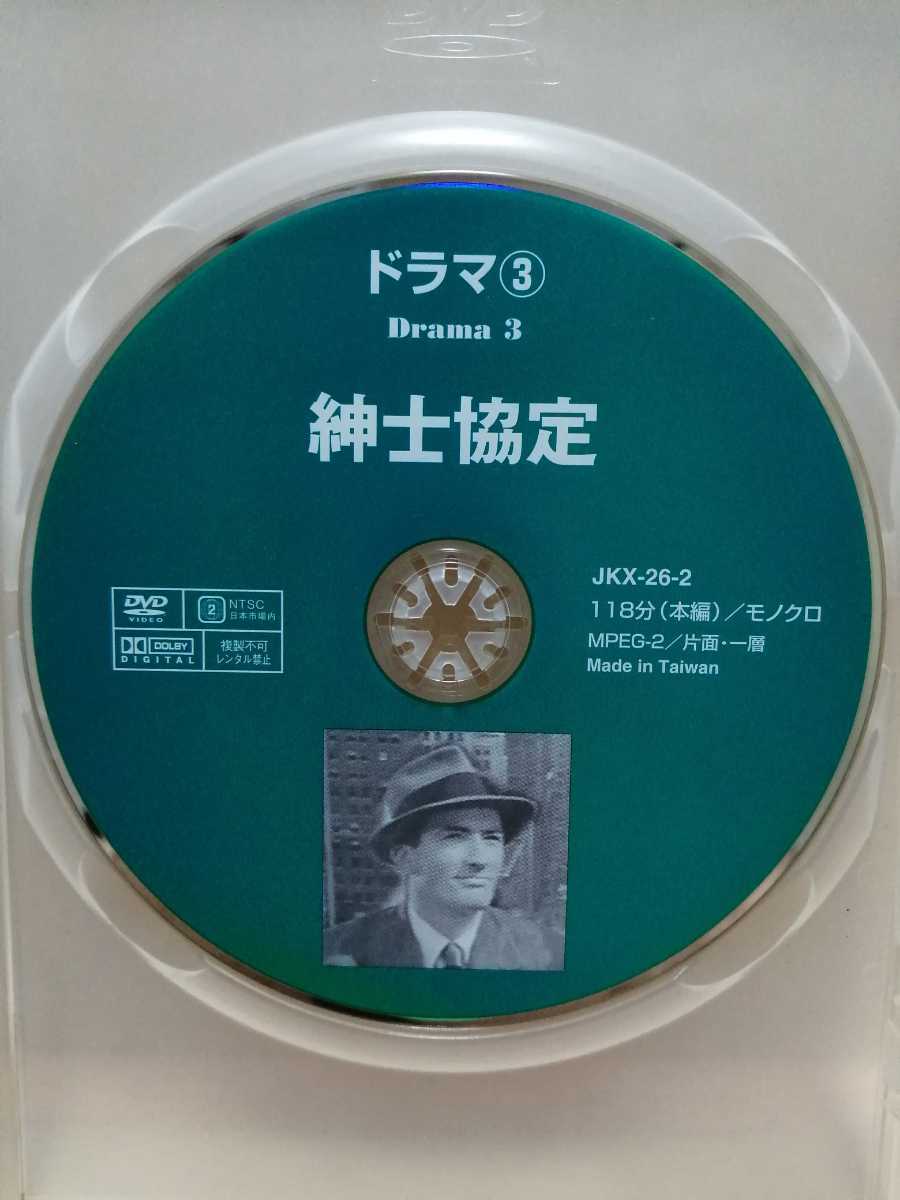 DVD
ドラマ③
Drama 3
紳士協定
JKX-26-2
118分(本編)/モノクロ
MPEG-2/片面・一層
Made in Taiwan
DVD
VIDEO
2
NTSC
日本市場内
DOLBY
DIGITAL
複製不可
レンタル禁止